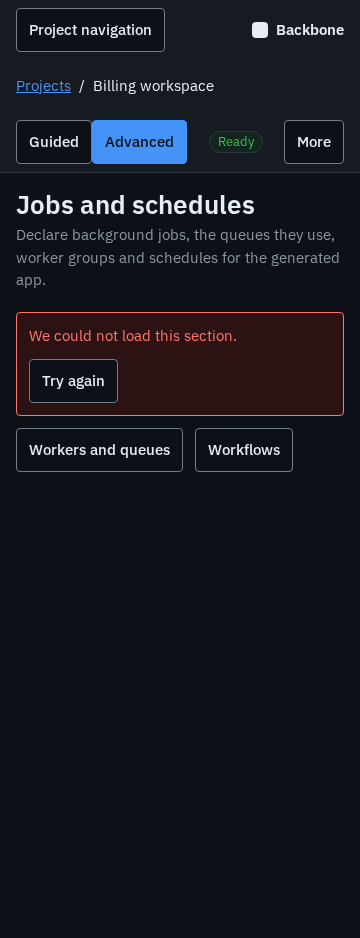 Project navigation
Backbone
Projects / Billing workspace
Guided
Advanced
Ready
More
Jobs and schedules
Declare background jobs, the queues they use,
worker groups and schedules for the generated
app.
We could not load this section.
Try again
Workers and queues
Workflows